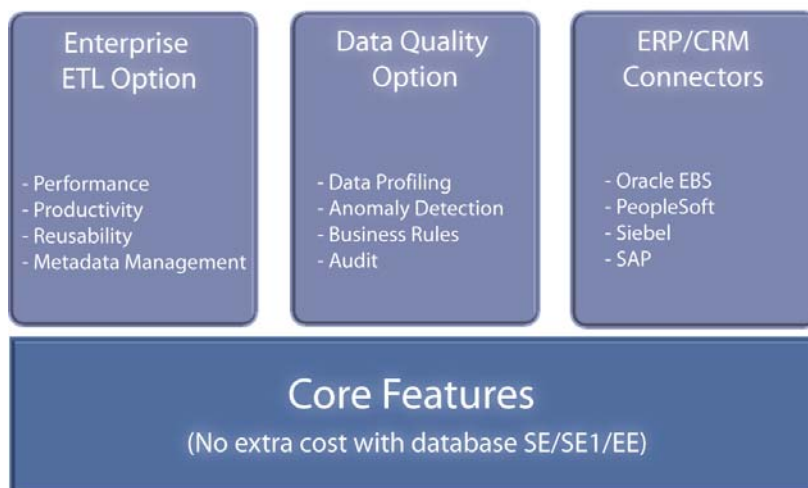 Enterprise
ETL Option
- Performance
- Productivity
- Reusability
- Metadata Management
Data Quality
Option
- Data Profiling
- Anomaly Detection
- Business Rules
- Audit
ERP/CRM
Connectors
- Oracle EBS
- PeopleSoft
- Siebel
- SAP
Core Features
(No extra cost with database SE/SE1/EE)